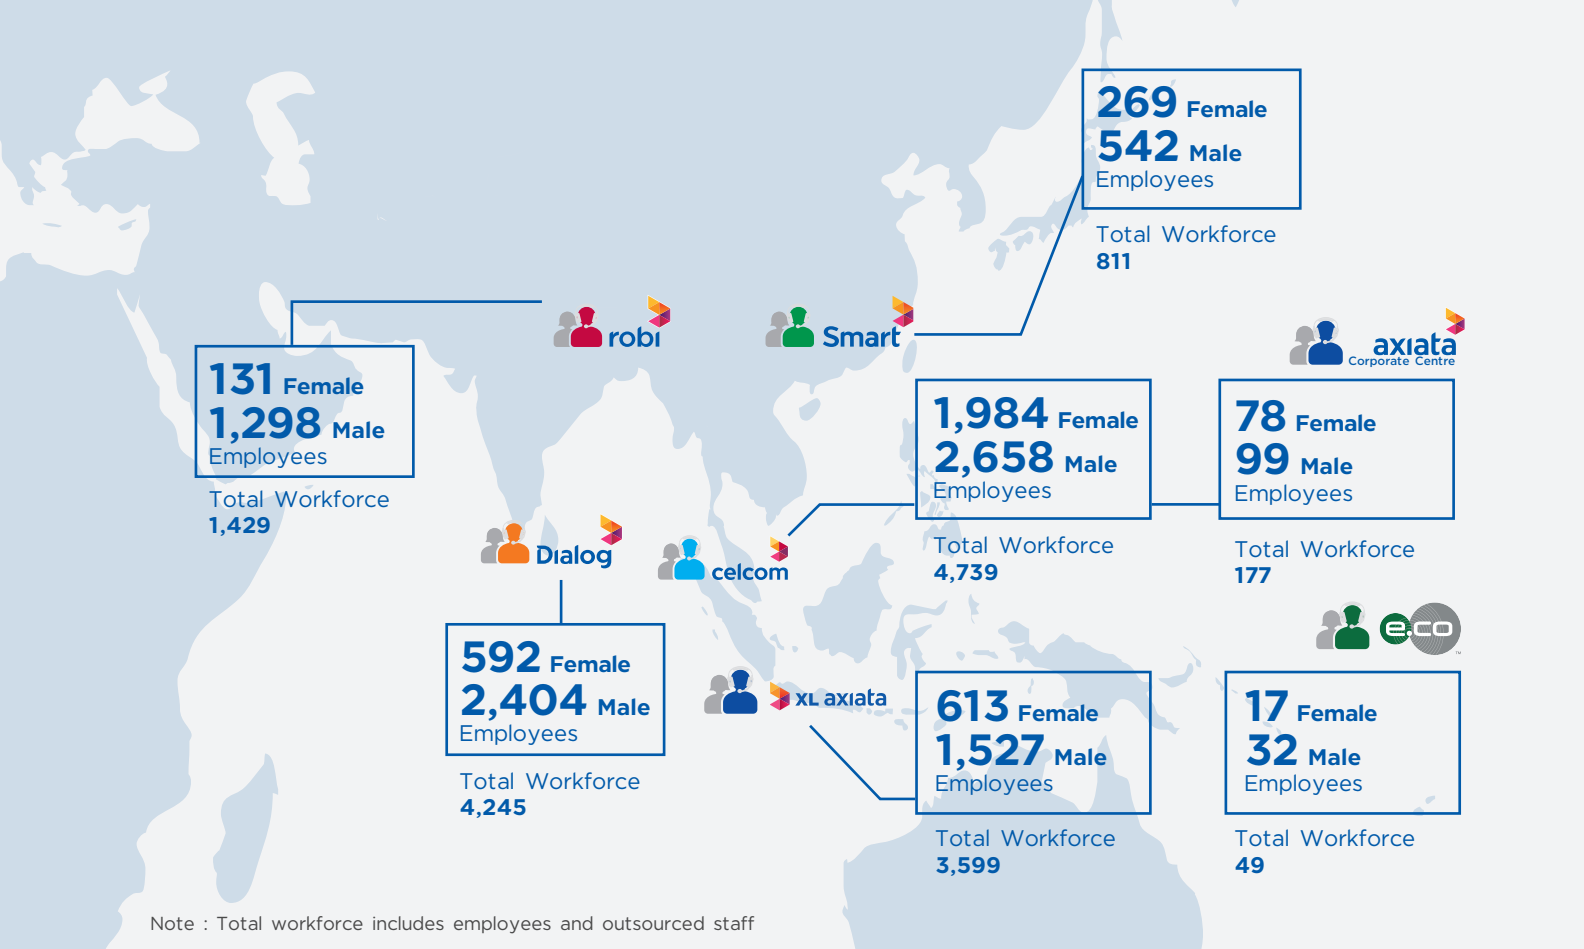 269 Female
542 Male
Employees
Total Workforce
811
robi
Smart
axiata
Corporate Centre
131 Female
1,298 Male
Employees
Total Workforce
1,429
1,984 Female
2,658 Male
Employees
Total Workforce
4,739
78 Female
99 Male
Employees
Total Workforce
177
Dialog
celcom
592 Female
2,404 Male
Employees
Total Workforce
4,245
e.co
TM
XL axiata
613 Female
1,527 Male
Employees
Total Workforce
3,599
17 Female
32 Male
Employees
Total Workforce
49
Note : Total workforce includes employees and outsourced staff